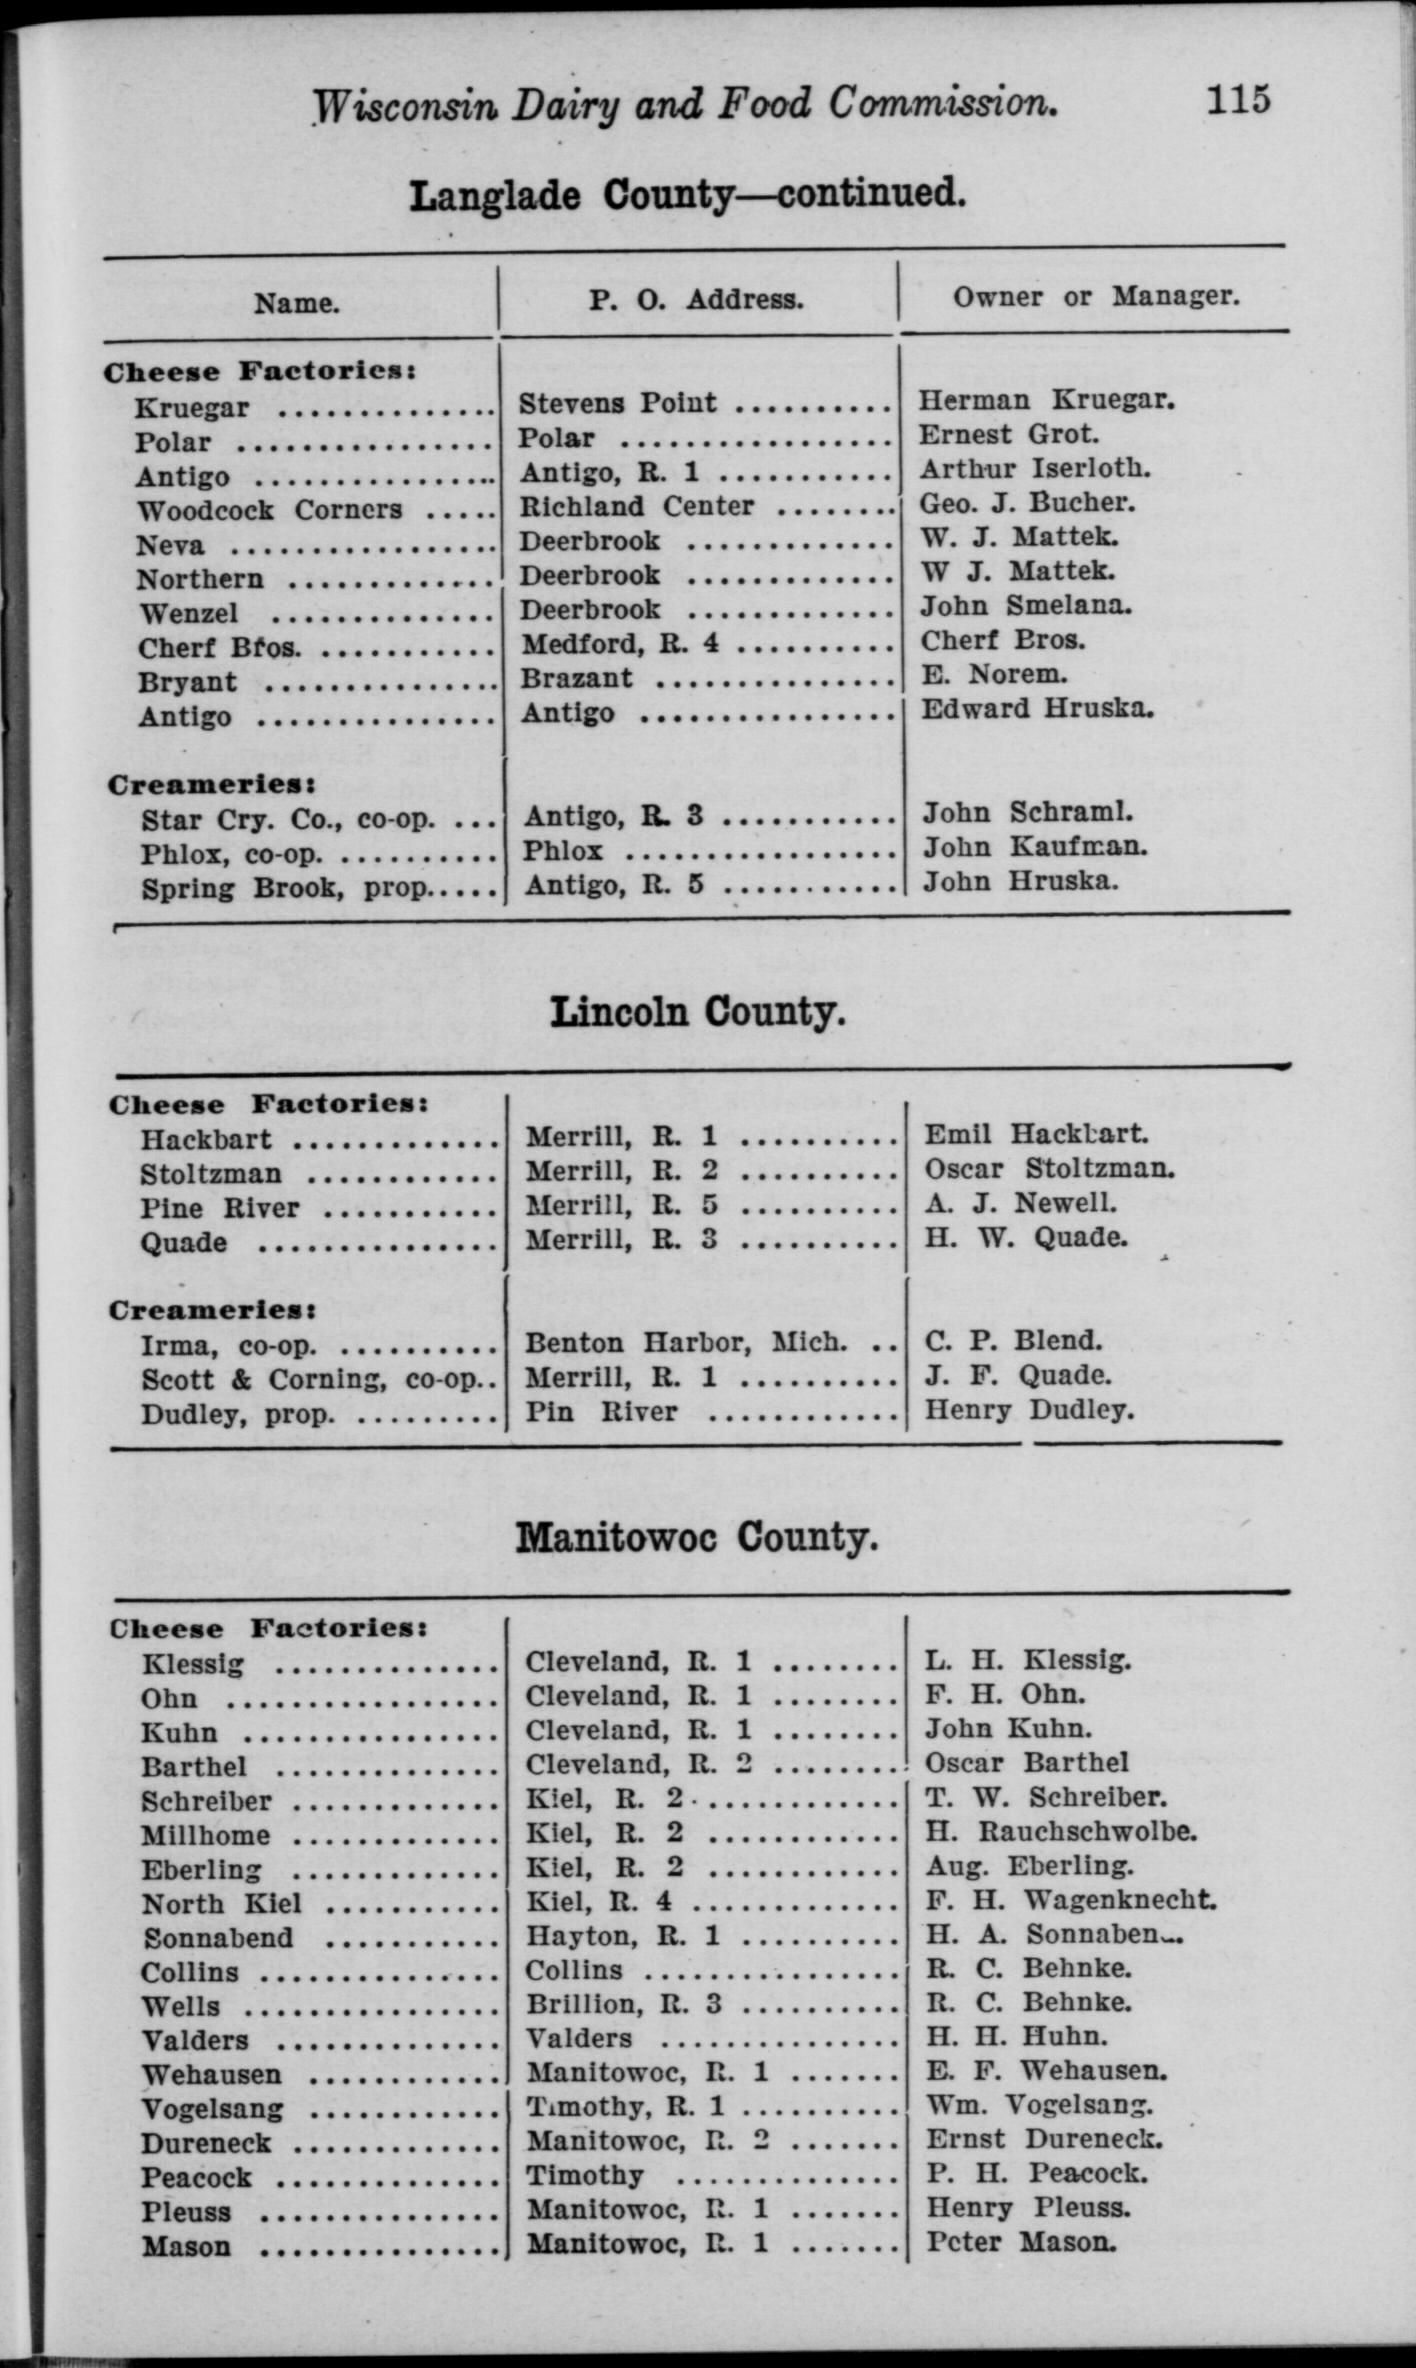 Wisconsin Dairy and Food Commission. 115
Langlade County—continued.
Name. P. O. Address. Owner or Manager.
Cheese Factories:
Kruegar .............. Stevens Point .......... Herman Kruegar.
Polar ................ Polar ................. Ernest Grot.
Antigo ............... Antigo, R. 1 ........... Arthur Iserloth.
Woodcock Corners ..... Richland Center ........ Geo. J. Bucher.
Neva ................. Deerbrook ............. W. J. Mattek.
Northern ............. Deerbrook ............. W J. Mattek.
Wenzel .............. Deerbrook ............. John Smelana.
Cherf Bros. ........... Medford, R. 4 .......... Cherf Bros.
Bryant ............... Brazant ............... E. Norem.
Antigo ............... Antigo ................ Edward Hruska.
Creameries:
Star Cry. Co., co-op. ... Antigo, R. 3 ........... John Schraml.
Phlox, co-op. .......... Phlox ................. John Kaufman.
Spring Brook, prop..... Antigo, R. 5 ........... John Hruska.
Lincoln County.
Cheese Factories:
Hackbart ............. Merrill, R. 1 .......... Emil Hackbart.
Stoltzman ............ Merrill, R. 2 .......... Oscar Stoltzman.
Pine River ........... Merrill, R. 5 .......... A. J. Newell.
Quade ............... Merrill, R. 3 .......... H. W. Quade.
Creameries:
Irma, co-op. .......... Benton Harbor, Mich. .. C. P. Blend.
Scott & Corning, co-op.. Merrill, R. 1 .......... J. F. Quade.
Dudley, prop. ......... Pin River ............ Henry Dudley.
Manitowoc County.
Cheese Factories:
Klessig .............. Cleveland, R. 1 ........ L. H. Klessig.
Ohn ................. Cleveland, R. 1 ........ F. H. Ohn.
Kuhn ................ Cleveland, R. 1 ........ John Kuhn.
Barthel .............. Cleveland, R. 2 ........ Oscar Barthel
Schreiber ............. Kiel, R. 2 ............. T. W. Schreiber.
Millhome ............. Kiel, R. 2 ............ H. Rauchschwolbe.
Eberling ............. Kiel, R. 2 ............ Aug. Eberling.
North Kiel ........... Kiel, R. 4 ............. F. H. Wagenknecht.
Sonnabend ........... Hayton, R. 1 .......... H. A.
Collins ............... Collins ................ R. C. Behnke.
Wells ................ Brillion, R. 3 .......... R. C. Behnke.
Valders .............. Valders ............... H. H. Huhn.
Wehausen ............ Manitowoc, R. 1 ....... E. F. Wehausen.
Vogelsang ............ Timothy, R. 1 .......... Wm. Vogelsang.
Dureneck ............. Manitowoc, R. 2 ....... Ernst Dureneck.
Peacock .............. Timothy .............. P. H. Peacock.
Pleuss ............... Manitowoc, R. 1 ....... Henry Pleuss.
Mason ............... Manitowoc, R. 1 ....... Peter Mason.